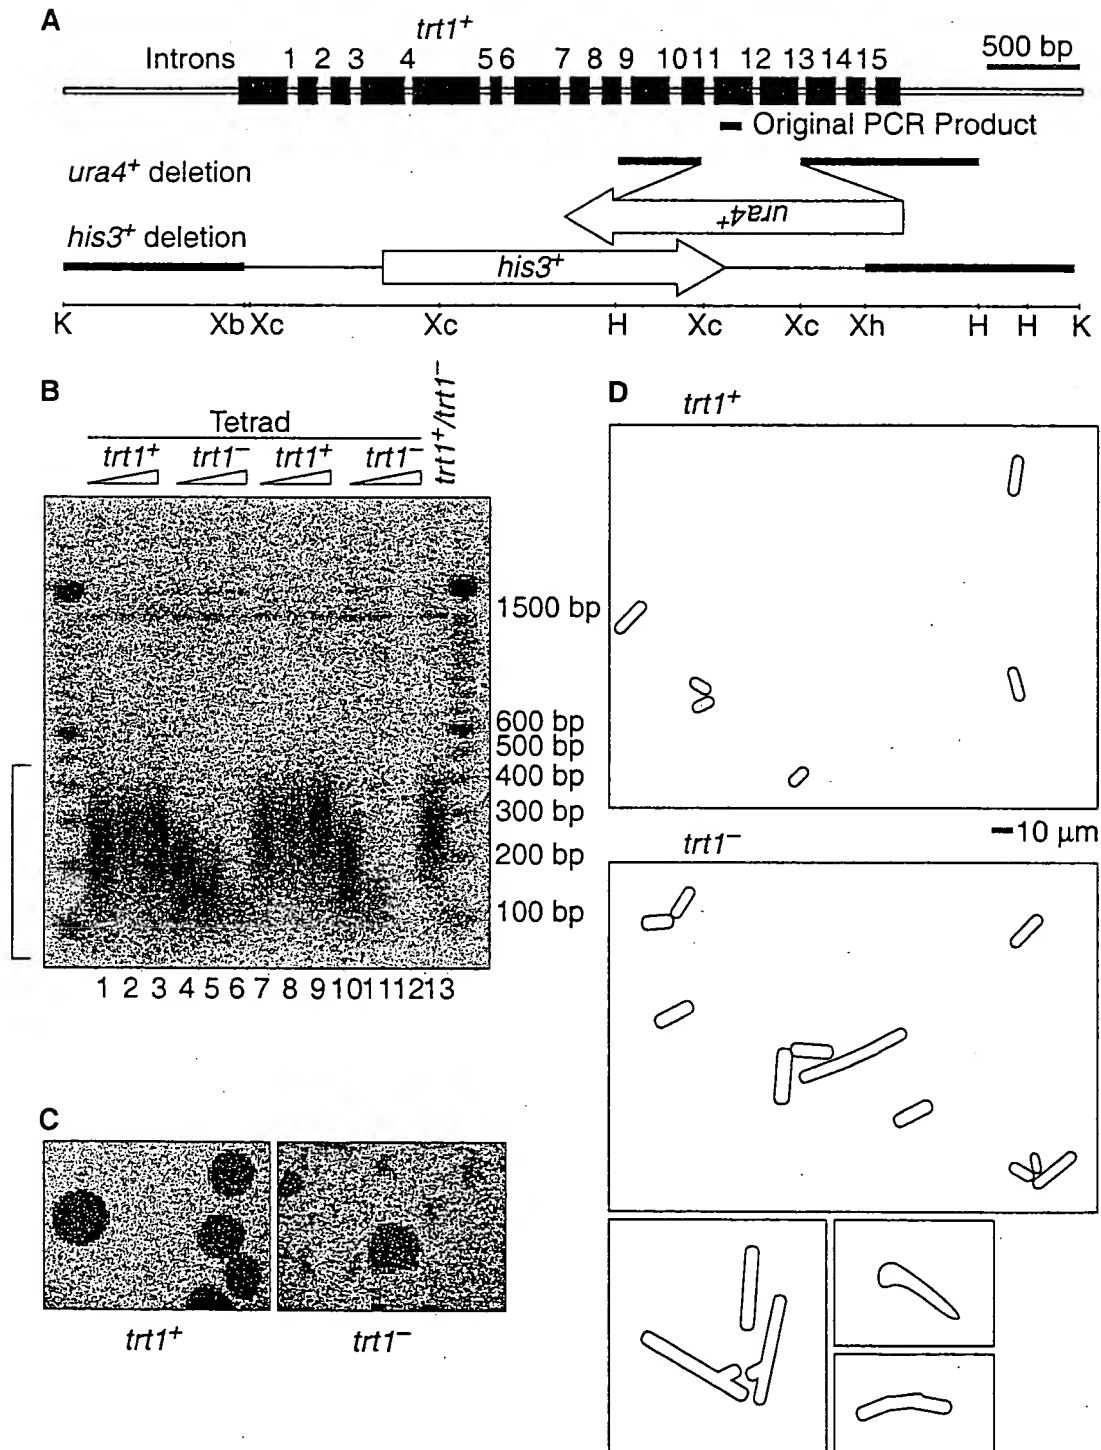 A
trt1+
Introns 1 2 3 4 5 6 7 8 9 10 11 12 13 14 15
500 bp
Original PCR Product
ura4+ deletion
ura4+
his3+ deletion
his3+
K Xb Xc Xc H Xc Xc Xh H H K
B
Tetrad
trt1+ trt1− trt1+ trt1−
trt1+/trt1−
1500 bp
600 bp
500 bp
400 bp
300 bp
200 bp
100 bp
1 2 3 4 5 6 7 8 9 10 11 12 13
C
trt1+ trt1−
D
trt1+
10 μm
trt1−